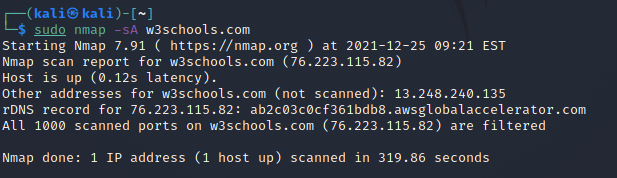 ┌──(kali㉿kali)-[~]
└─$ sudo nmap -sA w3schools.com
Starting Nmap 7.91 ( https://nmap.org ) at 2021-12-25 09:21 EST
Nmap scan report for w3schools.com (76.223.115.82)
Host is up (0.12s latency).
Other addresses for w3schools.com (not scanned): 13.248.240.135
rDNS record for 76.223.115.82: ab2c03c0cf361bdb8.awsglobalaccelerator.com
All 1000 scanned ports on w3schools.com (76.223.115.82) are filtered
Nmap done: 1 IP address (1 host up) scanned in 319.86 seconds